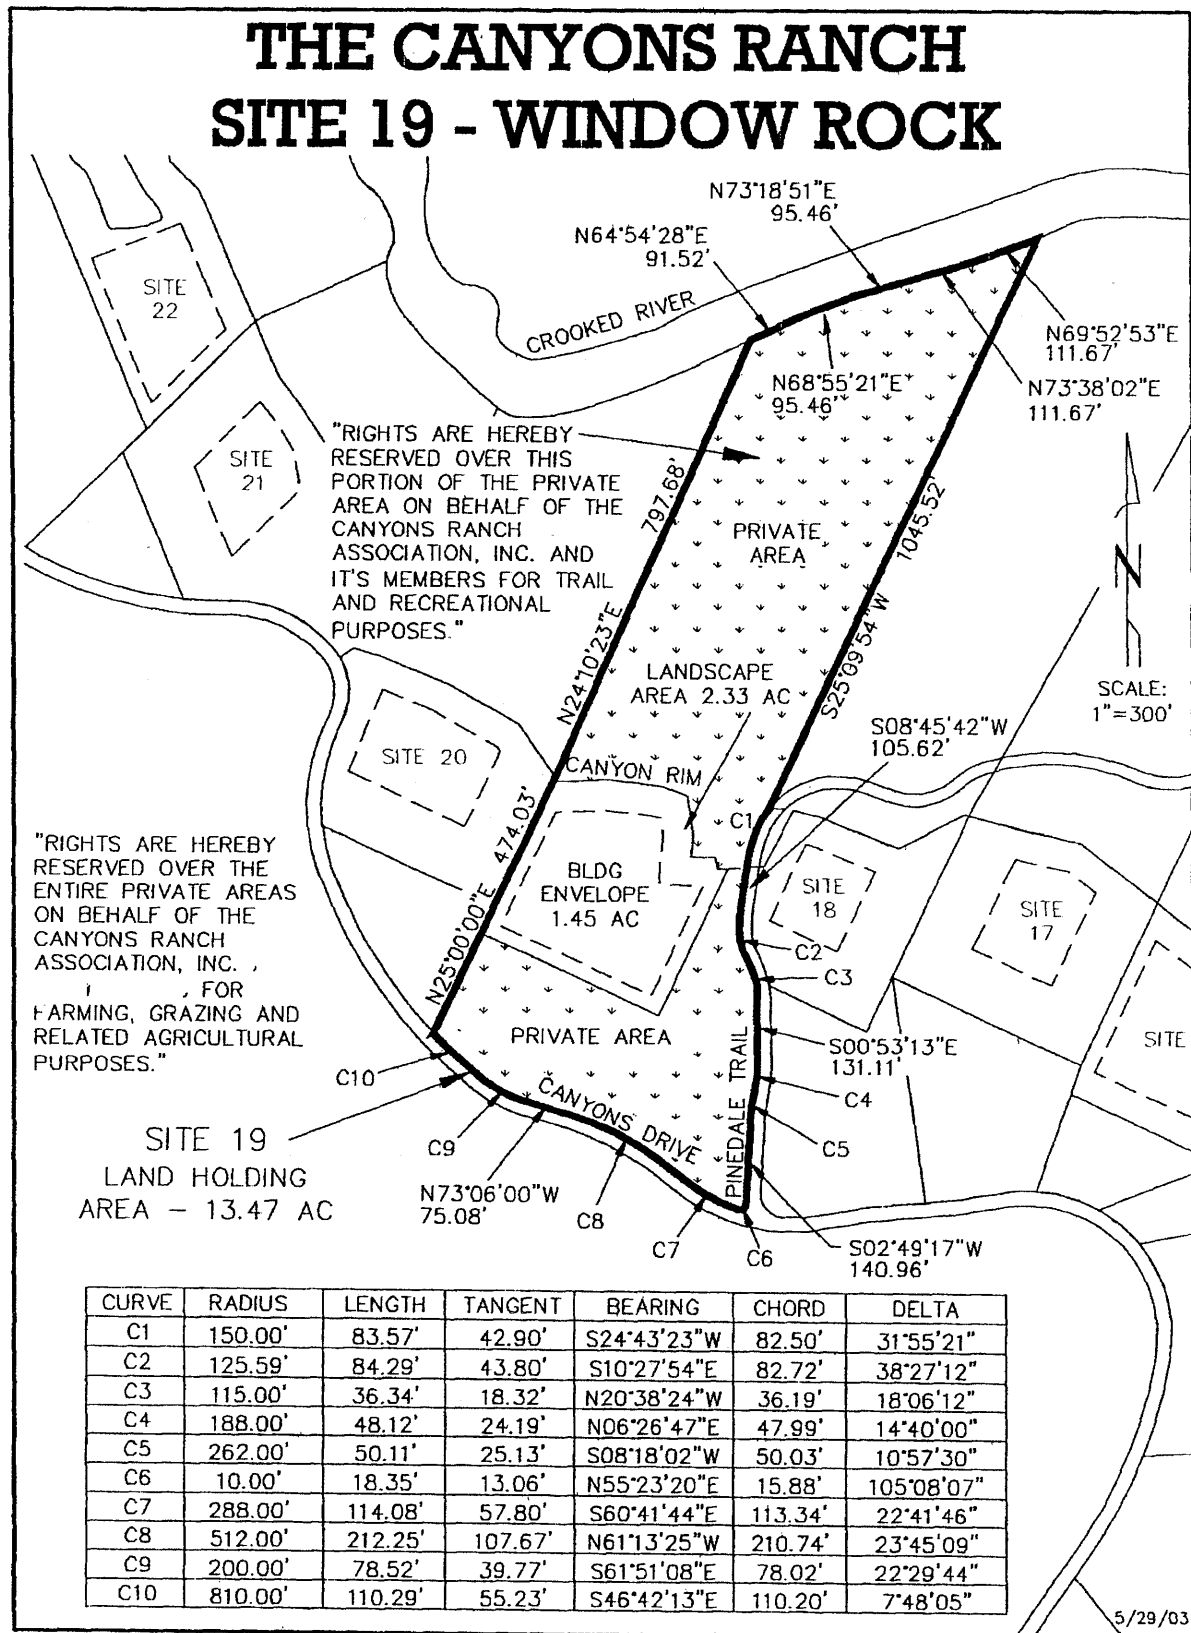 THE CANYONS RANCH
SITE 19 - WINDOW ROCK
N73°18'51"E
95.46'
N64°54'28"E
91.52'
SITE
22
CROOKED RIVER
N69°52'53"E
111.67'
N68°55'21"E
95.46'
N73°38'02"E
111.67'
"RIGHTS ARE HEREBY
RESERVED OVER THIS
PORTION OF THE PRIVATE
AREA ON BEHALF OF THE
CANYONS RANCH
ASSOCIATION, INC. AND
IT'S MEMBERS FOR TRAIL
AND RECREATIONAL
PURPOSES."
SITE
21
797.68'
N24°10'23"E
PRIVATE
AREA
1045.52'
S25°09'54"W
N
SCALE:
1"=300'
LANDSCAPE
AREA 2.33 AC
S08°45'42"W
105.62'
SITE 20
CANYON RIM
C1
474.03'
N25°00'00"E
BLDG
ENVELOPE
1.45 AC
SITE
18
SITE
17
"RIGHTS ARE HEREBY
RESERVED OVER THE
ENTIRE PRIVATE AREAS
ON BEHALF OF THE
CANYONS RANCH
ASSOCIATION, INC. ,
, FOR
FARMING, GRAZING AND
RELATED AGRICULTURAL
PURPOSES."
C2
C3
PRIVATE AREA
S00°53'13"E
131.11'
SITE
C10
C4
CANYONS DRIVE
PINEDALE TRAIL
C5
SITE 19
LAND HOLDING
AREA - 13.47 AC
C9
N73°06'00"W
75.08'
C8
C7
C6
S02°49'17"W
140.96'
CURVE RADIUS LENGTH TANGENT BEARING CHORD DELTA
C1 150.00' 83.57' 42.90' S24°43'23"W 82.50' 31°55'21"
C2 125.59' 84.29' 43.80' S10°27'54"E 82.72' 38°27'12"
C3 115.00' 36.34' 18.32' N20°38'24"W 36.19' 18°06'12"
C4 188.00' 48.12' 24.19' N06°26'47"E 47.99' 14°40'00"
C5 262.00' 50.11' 25.13' S08°18'02"W 50.03' 10°57'30"
C6 10.00' 18.35' 13.06' N55°23'20"E 15.88' 105°08'07"
C7 288.00' 114.08' 57.80' S60°41'44"E 113.34' 22°41'46"
C8 512.00' 212.25' 107.67' N61°13'25"W 210.74' 23°45'09"
C9 200.00' 78.52' 39.77' S61°51'08"E 78.02' 22°29'44"
C10 810.00' 110.29' 55.23' S46°42'13"E 110.20' 7°48'05"
5/29/03